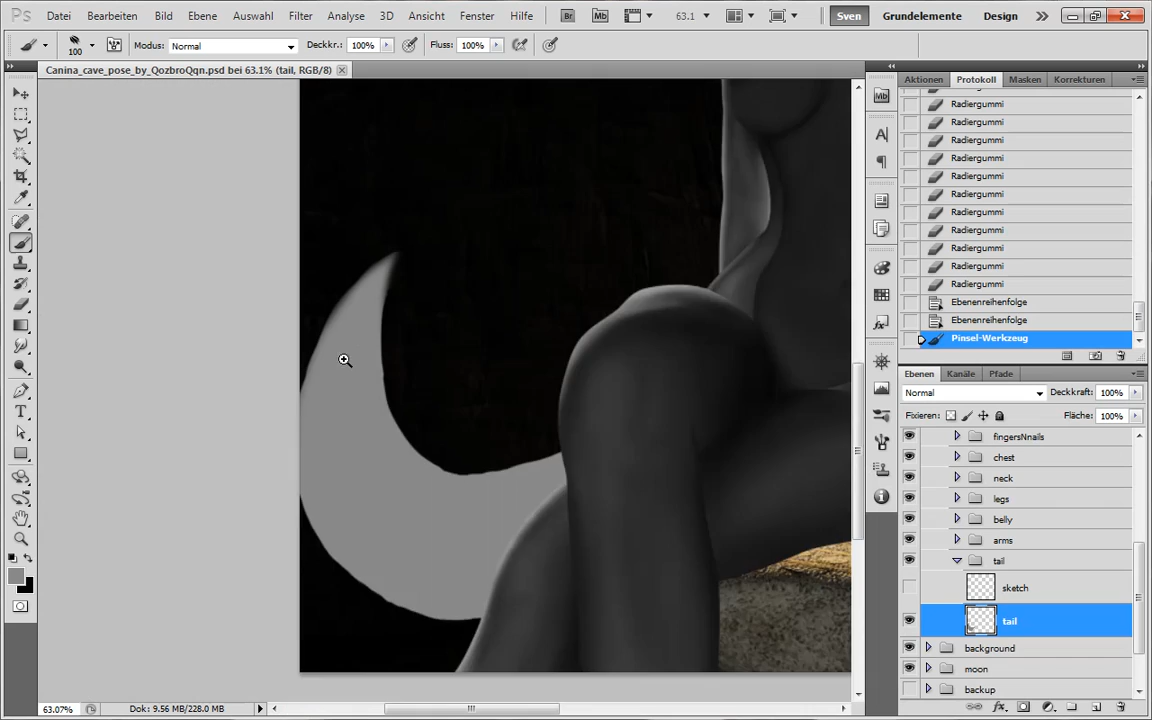 Ps Datei Bearbeiten Bild Ebene Auswahl Filter Analyse 3D Ansicht Fenster Hilfe Br Mb 63.1 Sven Grundelemente Design
100 Modus: Normal Deckkr.: 100% Fluss: 100%
Canina_cave_pose_by_QozbroQqn.psd bei 63.1% (tail, RGB/8)
Aktionen Protokoll Masken Korrekturen
Radiergummi
Radiergummi
Radiergummi
Radiergummi
Radiergummi
Radiergummi
Radiergummi
Radiergummi
Radiergummi
Radiergummi
Radiergummi
Ebenenreihenfolge
Ebenenreihenfolge
Pinsel-Werkzeug
Ebenen Kanäle Pfade
Normal Deckkraft: 100%
Fixieren: Fläche: 100%
fingersNnails
chest
neck
legs
belly
arms
tail
sketch
tail
background
moon
backup
63.07% Dok: 9.56 MB/228.0 MB